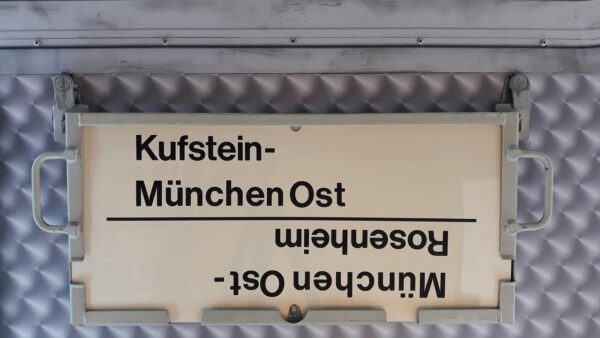 Kufstein-
München Ost
München Ost-
Rosenheim